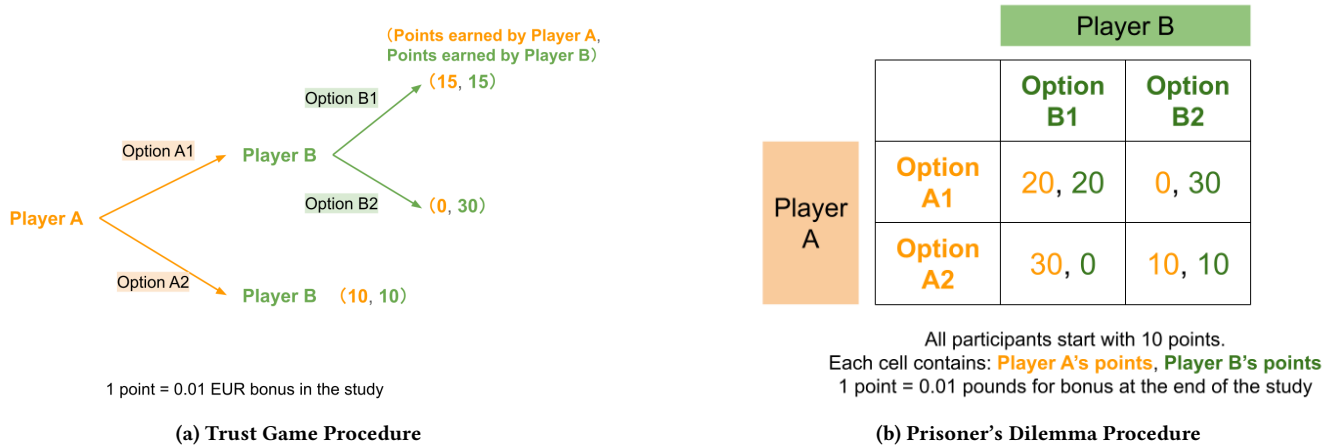 (Points earned by Player A,
Points earned by Player B)
(15, 15)
Option B1
Option A1
Player B
Option B2
(0, 30)
Player A
Option A2
Player B (10, 10)
1 point = 0.01 EUR bonus in the study
(a) Trust Game Procedure
Player B
Option
B1
Option
B2
Player
A
Option
A1
20, 20
0, 30
Option
A2
30, 0
10, 10
All participants start with 10 points.
Each cell contains: Player A's points, Player B's points
1 point = 0.01 pounds for bonus at the end of the study
(b) Prisoner's Dilemma Procedure